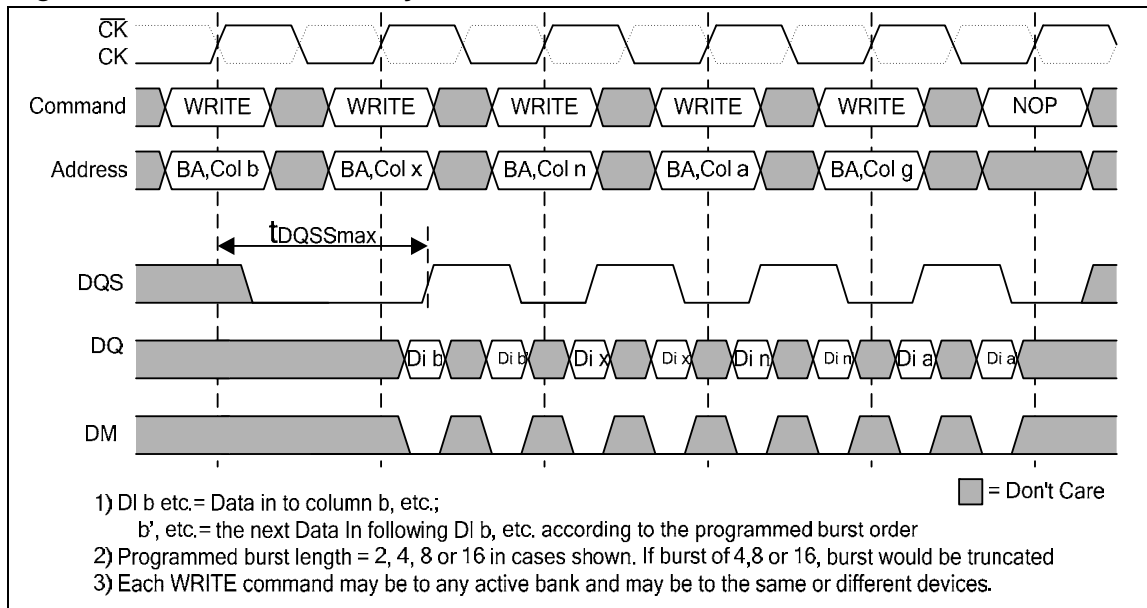 CK
CK
Command WRITE WRITE WRITE WRITE WRITE NOP
Address BA,Col b BA,Col x BA,Col n BA,Col a BA,Col g
tDQSSmax
DQS
DQ Di b Di b' Di x Di x Di n Di n Di a Di a
DM
= Don't Care
1) DI b etc.= Data in to column b, etc.;
b', etc.= the next Data In following DI b, etc. according to the programmed burst order
2) Programmed burst length = 2, 4, 8 or 16 in cases shown. If burst of 4,8 or 16, burst would be truncated
3) Each WRITE command may be to any active bank and may be to the same or different devices.